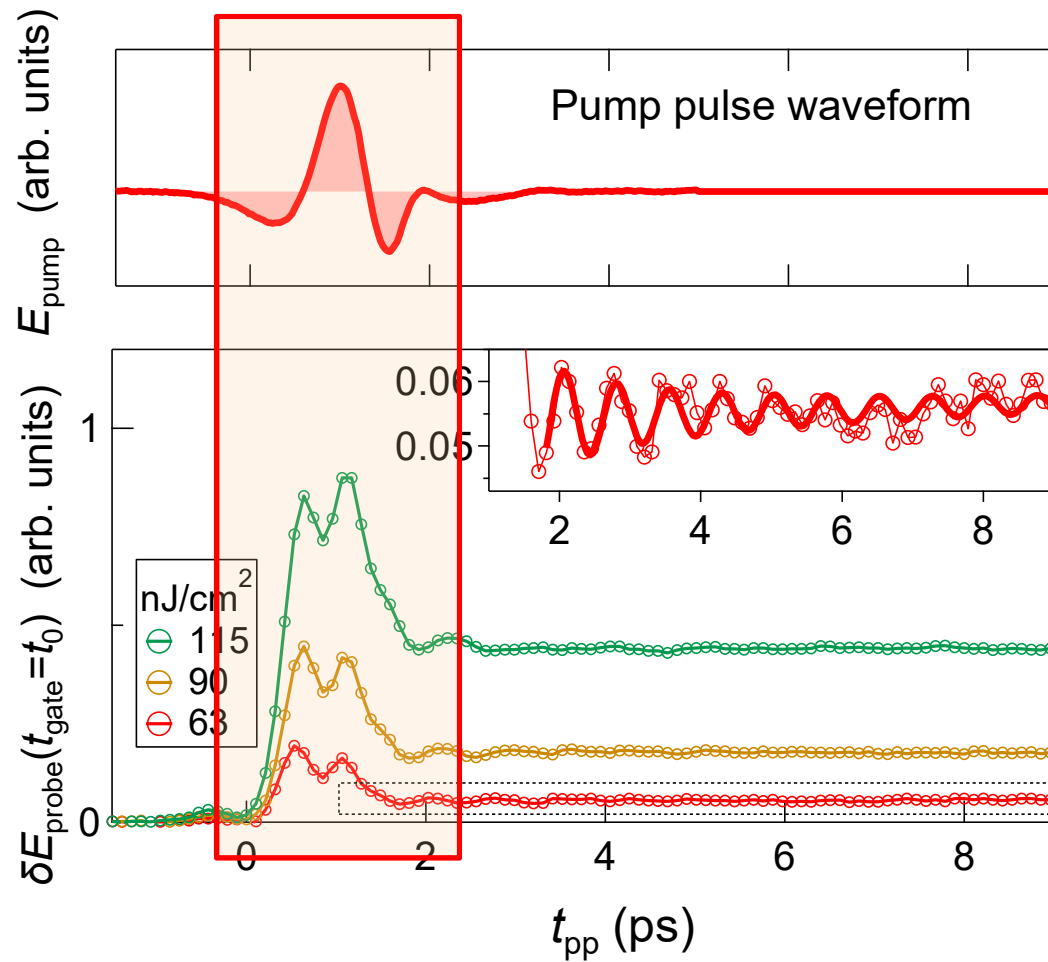 E_pump (arb. units)
Pump pulse waveform
δE_probe(t_gate=t_0) (arb. units)
1
0
0.06
0.05
2 4 6 8
nJ/cm^2
115
90
63
0 2 4 6 8
t_pp (ps)